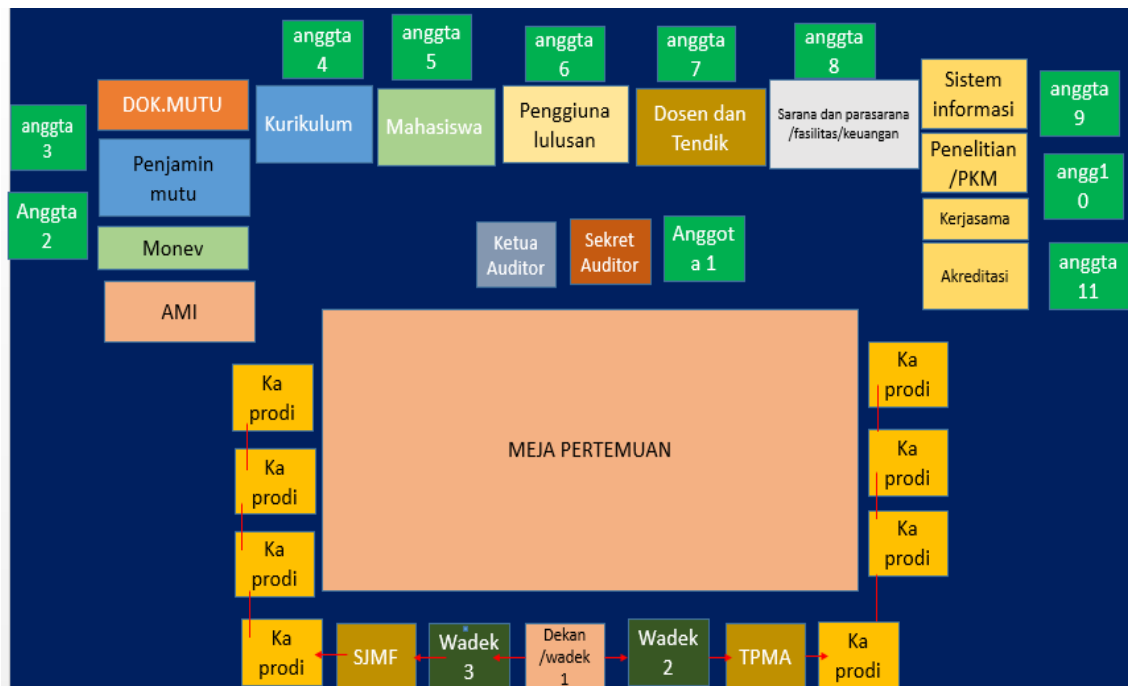 anggta
4
anggta
5
anggta
6
anggta
7
anggta
8
anggta
3
DOK.MUTU
Kurikulum
Mahasiswa
Penggiuna
lulusan
Dosen dan
Tendik
Sarana dan parasarana
/fasilitas/keuangan
Sistem
informasi
anggta
9
Penjamin
mutu
Penelitian
/PKM
angg1
0
Anggta
2
Monev
Kerjasama
Ketua
Auditor
Sekret
Auditor
Anggot
a 1
Akreditasi
anggta
11
AMI
MEJA PERTEMUAN
Ka
prodi
Ka
prodi
Ka
prodi
Ka
prodi
Ka
prodi
Ka
prodi
Ka
prodi
SJMF
Wadek
3
Dekan
/wadek
1
Wadek
2
TPMA
Ka
prodi